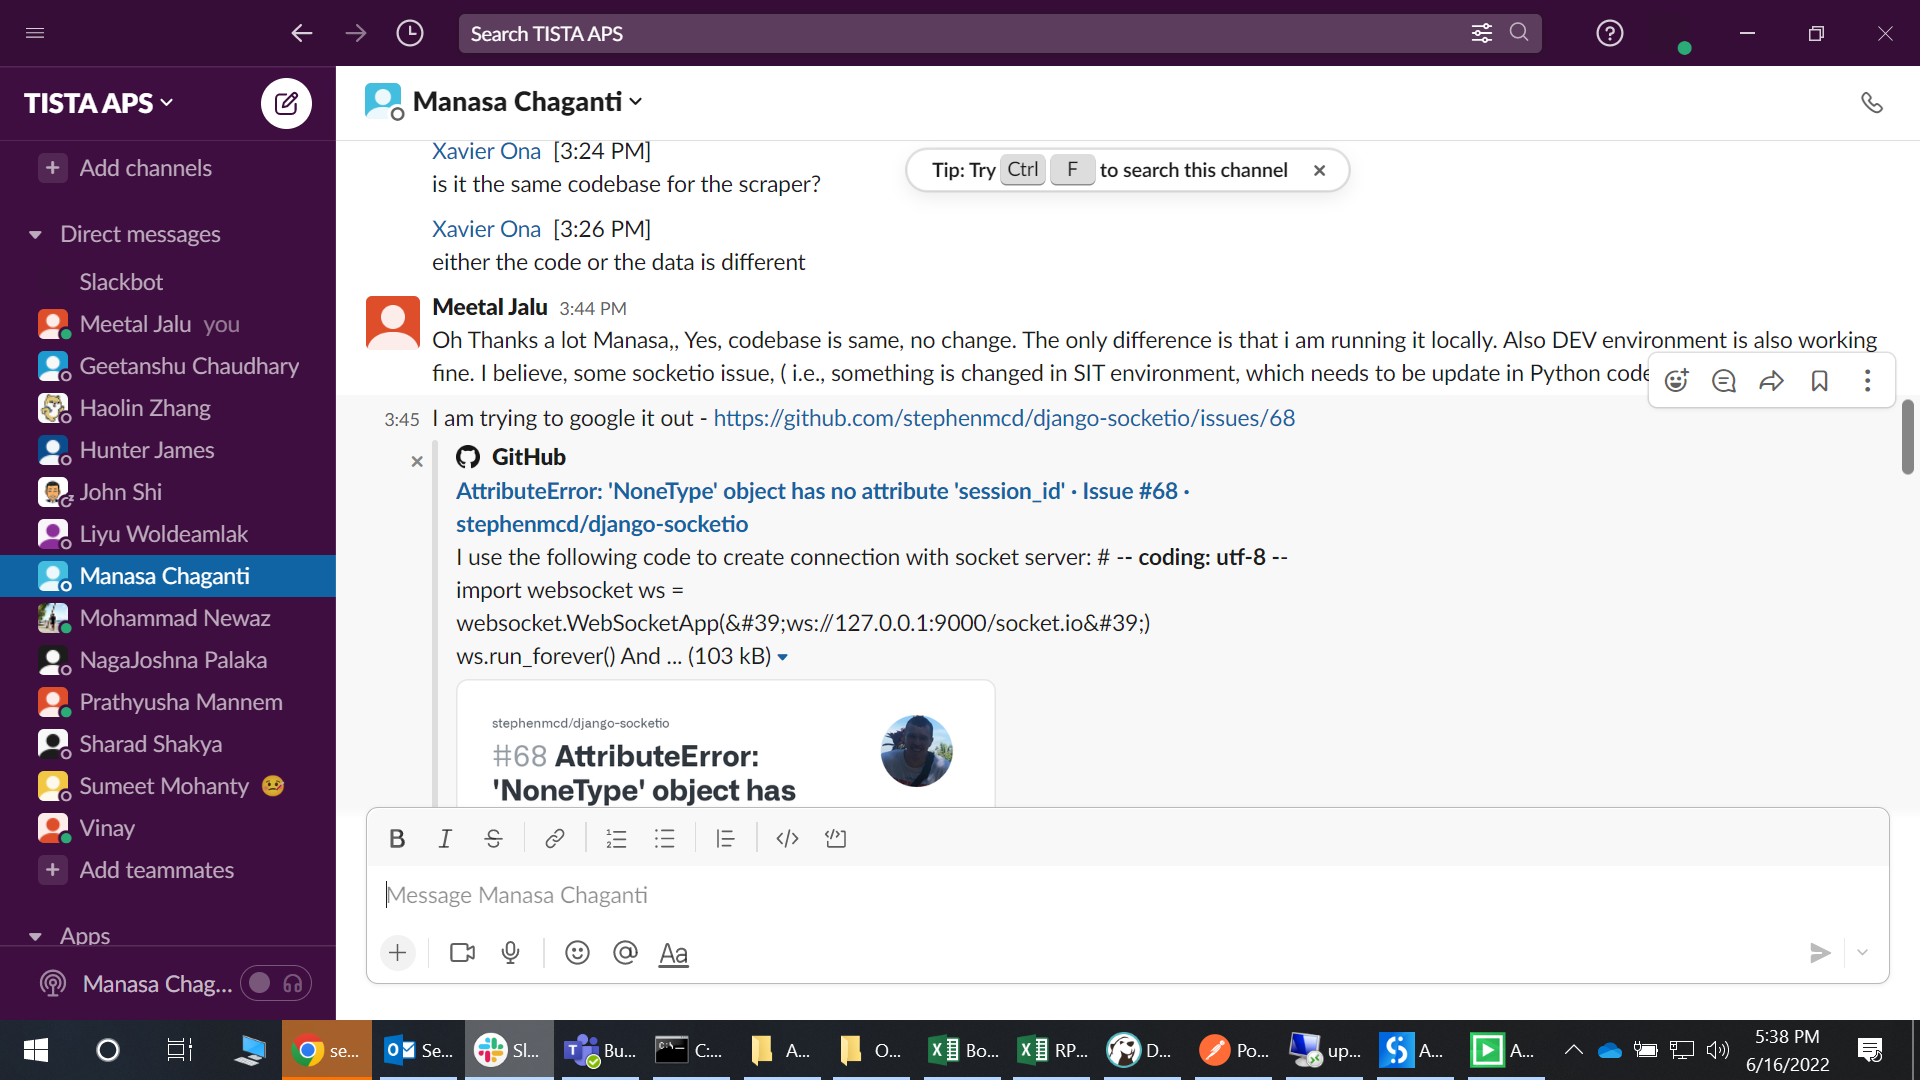 Search TISTA APS
TISTA APS
Add channels
Direct messages
Slackbot
Meetal Jalu you
Geetanshu Chaudhary
Haolin Zhang
Hunter James
John Shi
Liyu Woldeamlak
Manasa Chaganti
Mohammad Newaz
NagaJoshna Palaka
Prathyusha Mannem
Sharad Shakya
Sumeet Mohanty
Vinay
Add teammates
Apps
Manasa Chag...
Manasa Chaganti
Xavier Ona [3:24 PM]
is it the same codebase for the scraper?
Tip: Try Ctrl F to search this channel
Xavier Ona [3:26 PM]
either the code or the data is different
Meetal Jalu 3:44 PM
Oh Thanks a lot Manasa,, Yes, codebase is same, no change. The only difference is that i am running it locally. Also DEV environment is also working
fine. I believe, some socketio issue, ( i.e., something is changed in SIT environment, which needs to be update in Python code
3:45 I am trying to google it out - https://github.com/stephenmcd/django-socketio/issues/68
GitHub
AttributeError: 'NoneType' object has no attribute 'session_id' · Issue #68 ·
stephenmcd/django-socketio
I use the following code to create connection with socket server: # -- coding: utf-8 --
import websocket ws =
websocket.WebSocketApp(&#39;ws://127.0.0.1:9000/socket.io&#39;)
ws.run_forever() And ... (103 kB)
stephenmcd/django-socketio
#68 AttributeError:
'NoneType' object has
Message Manasa Chaganti
Aa
se...
Se...
Sl...
Bu...
C:...
A...
O...
Bo...
RP...
D...
Po...
up...
A...
A...
5:38 PM
6/16/2022